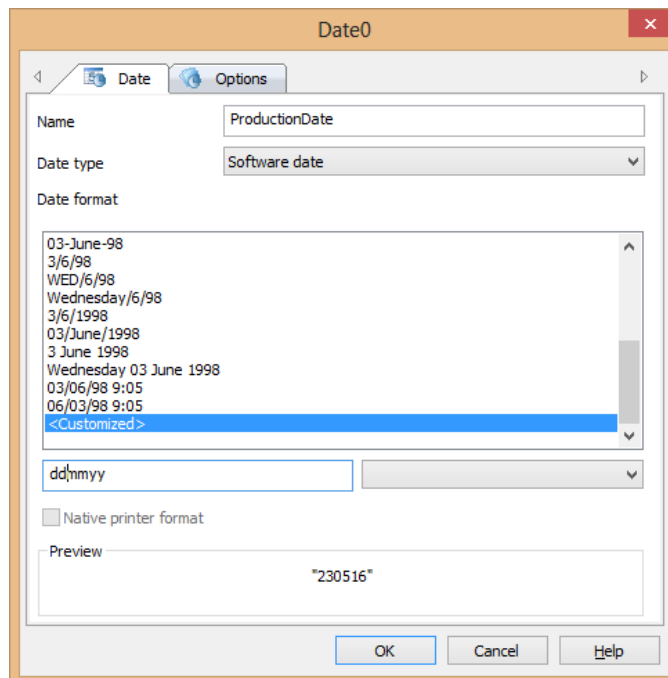 Date0
Date Options
Name ProductionDate
Date type Software date
Date format
03-June-98
3/6/98
WED/6/98
Wednesday/6/98
3/6/1998
03/June/1998
3 June 1998
Wednesday 03 June 1998
03/06/98 9:05
06/03/98 9:05
<Customized>
ddmmyy
Native printer format
Preview
"230516"
OK Cancel Help